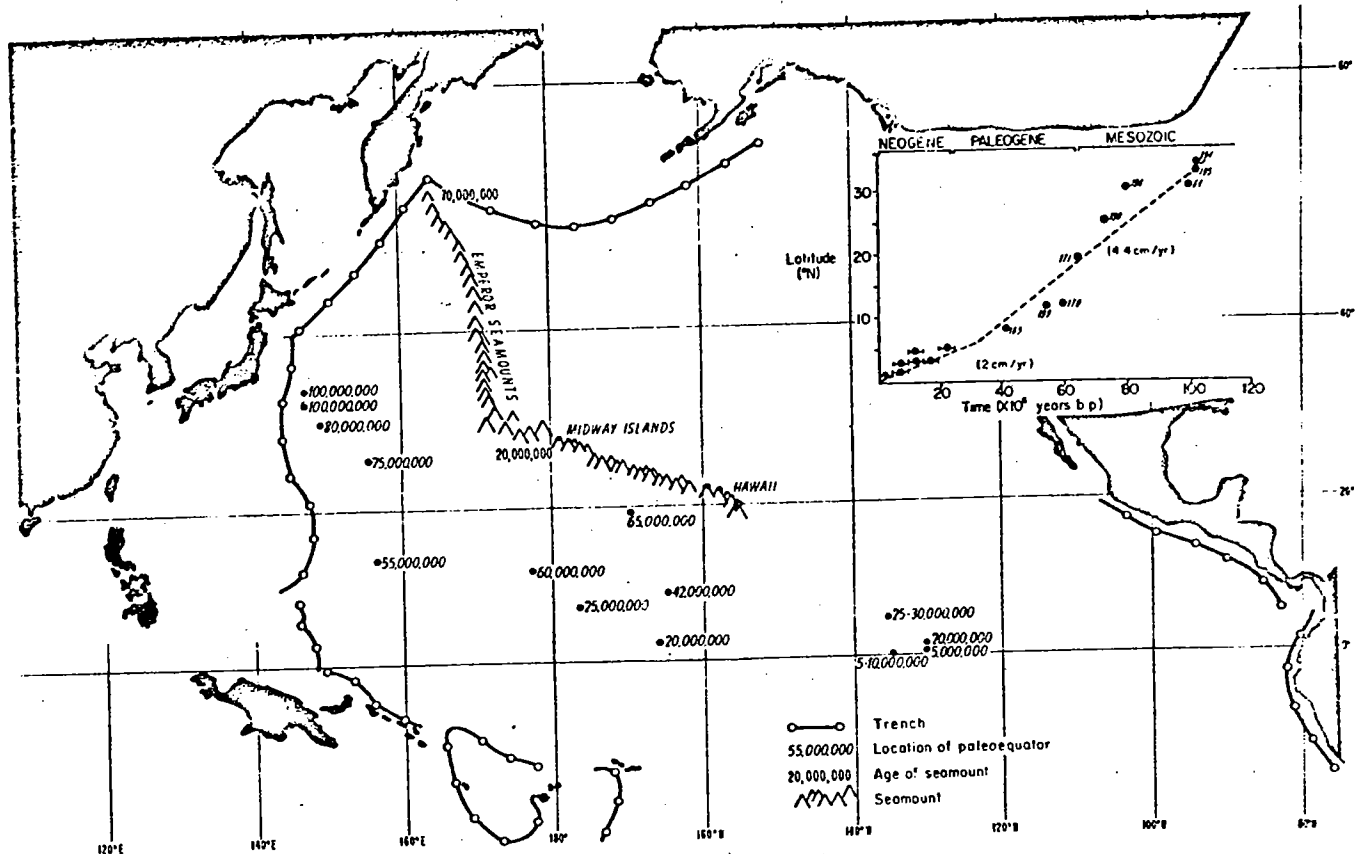 60°
NEOGENE PALEOGENE MESOZOIC
30
20
10
Latitude
(°N)
(4.4cm/yr)
(2 cm/yr)
171
20 40 60 80 100 120
Time (X10⁶ years b.p)
70,000,000
EMPEROR SEAMOUNTS
40°
100,000,000
100,000,000
80,000,000
MIDWAY ISLANDS
20,000,000
75,000,000
HAWAII
65,000,000
55,000,000
60,000,000
42,000,000
25,000,000
25-30,000,000
20,000,000
20,000,000
5,000,000
5-10,000,000
Trench
55,000,000 Location of paleoequator
20,000,000 Age of seamount
Seamount
120°E 140°E 160°E 180° 160°W 140°W 120°W 100°W 80°W